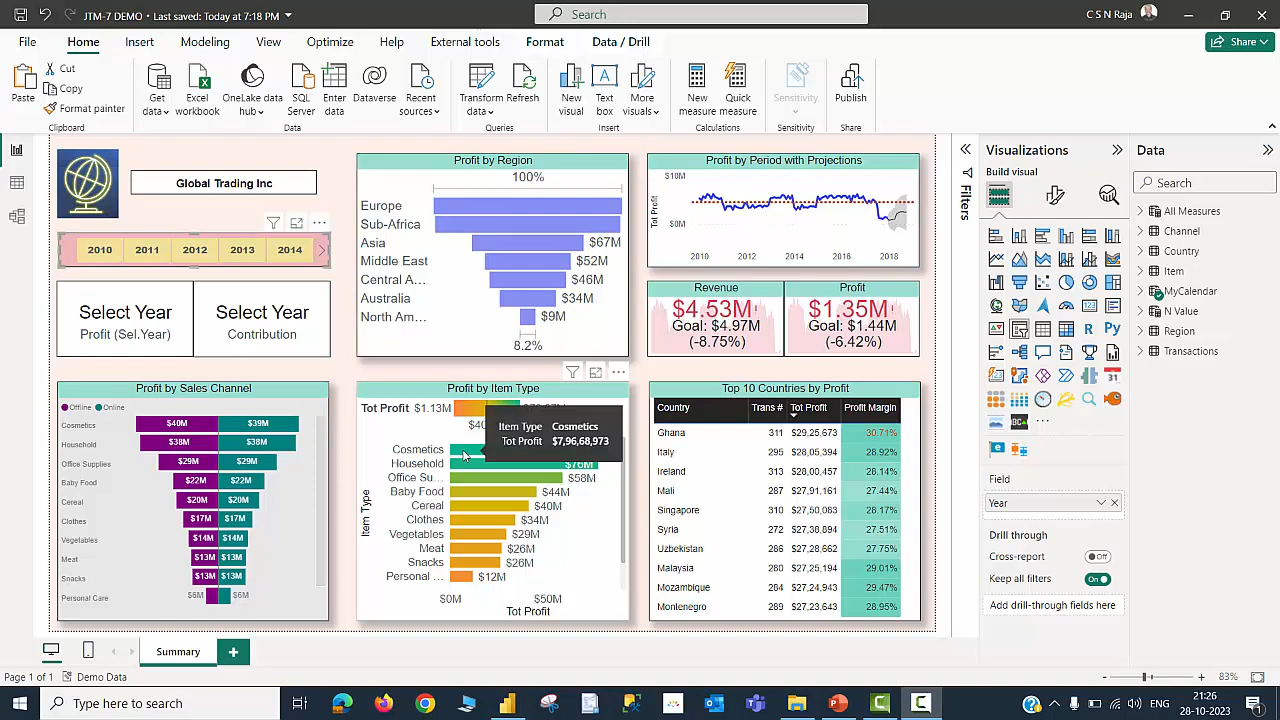 JTM-7 DEMO • Last saved: Today at 7:18 PM
Search
C S N Raja
File Home Insert Modeling View Optimize Help External tools Format Data / Drill
Share
Paste
Cut
Copy
Format painter
Get data
Excel workbook
OneLake data hub
SQL Server
Enter data
Dataverse
Recent sources
Transform data
Refresh
New visual
Text box
More visuals
New measure
Quick measure
Sensitivity
Publish
Clipboard Data Queries Insert Calculations Sensitivity Share
Global Trading Inc
2010 2011 2012 2013 2014
Select Year
Profit (Sel.Year)
Select Year
Contribution
Profit by Region
100%
Europe
Sub-Africa
Asia $67M
Middle East $52M
Central A... $46M
Australia $34M
North Am... $9M
8.2%
Profit by Period with Projections
Tot Profit
$10M
$0M
2010 2012 2014 2016 2018
Revenue
$4.53M
Goal: $4.97M
(-8.75%)
Profit
$1.35M
Goal: $1.44M
(-6.42%)
Profit by Sales Channel
Offline Online
Cosmetics $40M $39M
Household $38M $38M
Office Supplies $29M $29M
Baby Food $22M $22M
Cereal $20M $20M
Clothes $17M $17M
Vegetables $14M $14M
Meat $13M $13M
Snacks $13M $13M
Personal Care $6M $6M
Profit by Item Type
Tot Profit $1.13M
Item Type Cosmetics
Tot Profit $7,96,68,973
Item Type
Cosmetics
Household $76M
Office Su... $58M
Baby Food $44M
Cereal $40M
Clothes $34M
Vegetables $29M
Meat $26M
Snacks $26M
Personal ... $12M
$0M $50M
Tot Profit
Top 10 Countries by Profit
Country Trans # Tot Profit Profit Margin
Ghana 311 $29,25,673 30.71%
Italy 295 $28,05,394 28.92%
Ireland 313 $28,00,457 26.14%
Mali 287 $27,91,161 27.44%
Singapore 310 $27,50,083 28.17%
Syria 272 $27,38,894 27.51%
Uzbekistan 286 $27,28,662 27.75%
Malaysia 280 $27,25,194 29.01%
Mozambique 284 $27,24,943 29.47%
Montenegro 289 $27,23,643 28.95%
Filters
Visualizations
Build visual
R Py
Field
Year
Drill through
Cross-report Off
Keep all filters On
Add drill-through fields here
Data
Search
All Measures
Channel
Country
Item
MyCalendar
N Value
Region
Transactions
Summary
Page 1 of 1 Demo Data
83%
Type here to search
ENG
21:26
28-10-2023